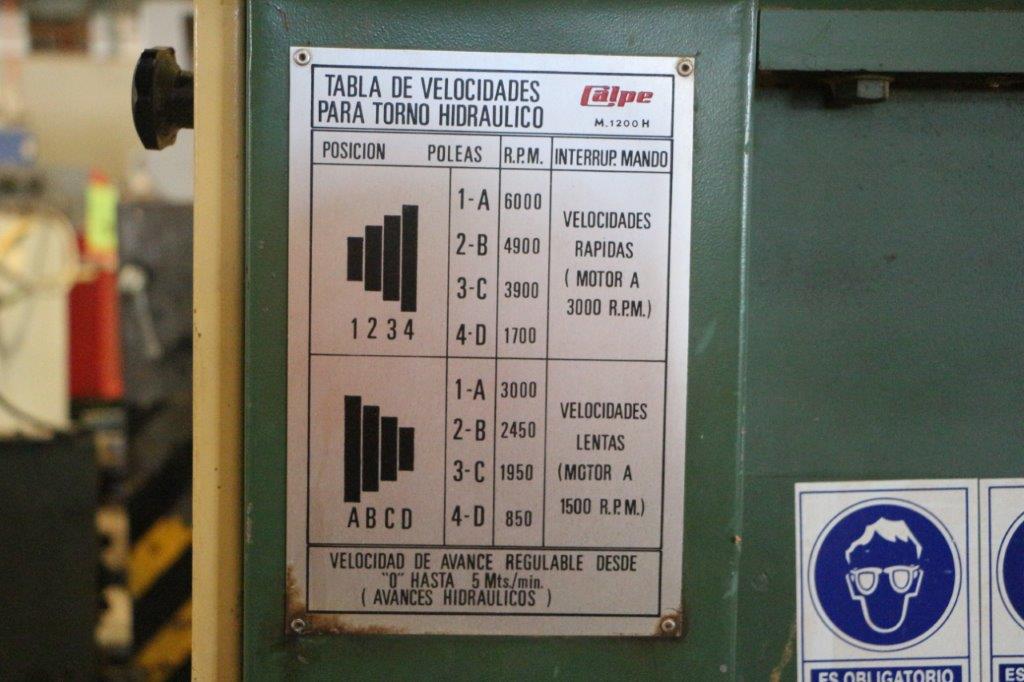 TABLA DE VELOCIDADES
PARA TORNO HIDRAULICO
Calpe
M.1200 H
POSICION POLEAS R.P.M. INTERRUP. MANDO
1-A 6000
2-B 4900
3-C 3900
4-D 1700
1 2 3 4
VELOCIDADES
RAPIDAS
( MOTOR A
3000 R.P.M.)
1-A 3000
2-B 2450
3-C 1950
4-D 850
A B C D
VELOCIDADES
LENTAS
(MOTOR A
1500 R.P.M.)
VELOCIDAD DE AVANCE REGULABLE DESDE
"0" HASTA 5 Mts./min.
( AVANCES HIDRAULICOS )
ES OBLIGATORIO
ES